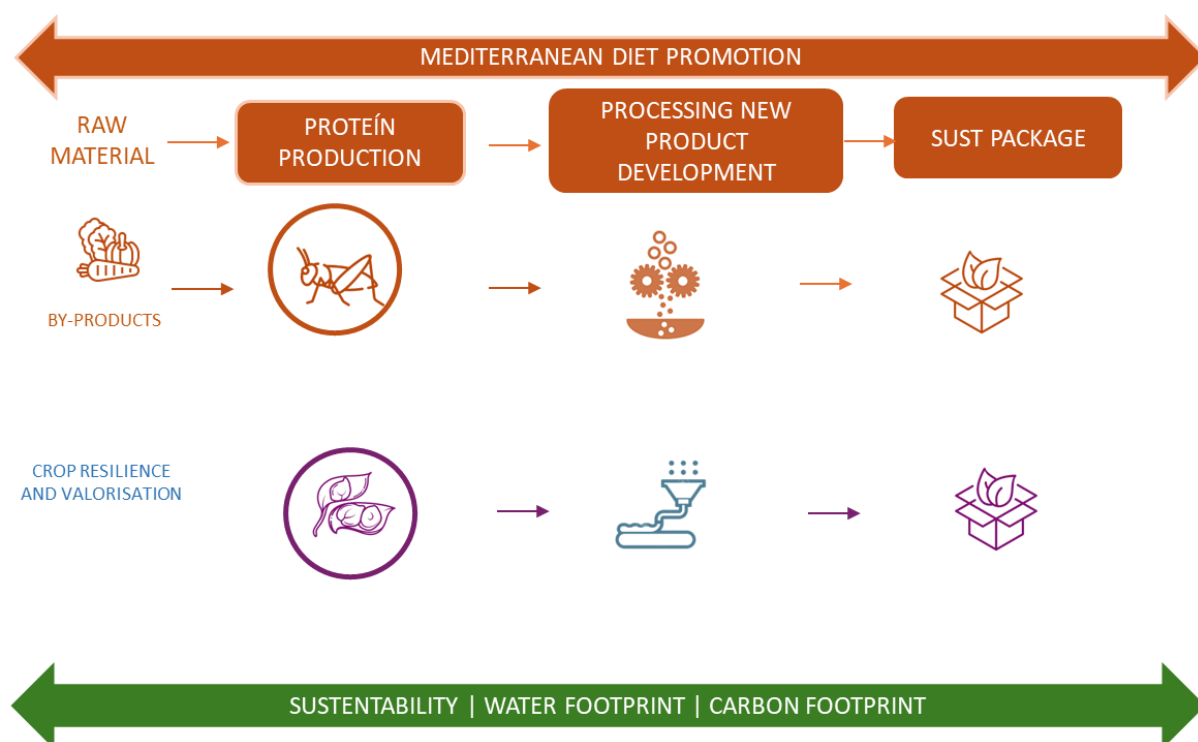 MEDITERRANEAN DIET PROMOTION
RAW
MATERIAL
PROTEÍN
PRODUCTION
PROCESSING NEW
PRODUCT
DEVELOPMENT
SUST PACKAGE
BY-PRODUCTS
CROP RESILIENCE
AND VALORISATION
SUSTENTABILITY | WATER FOOTPRINT | CARBON FOOTPRINT